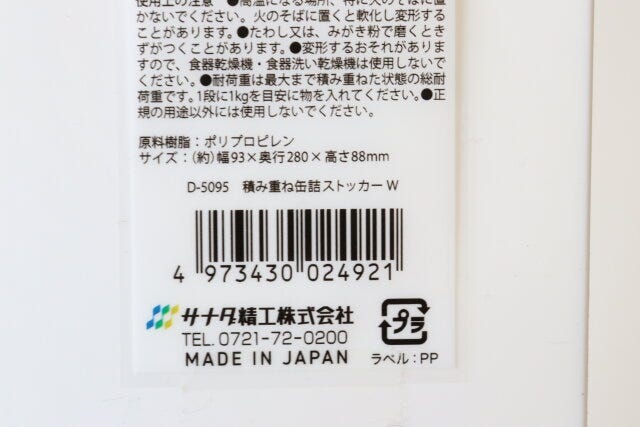 使用上の注意 ●高温になる場所、特に火のそばに置
かないでください。火のそばに置くと軟化し変形する
ことがあります。●たわし又は、みがき粉で磨くとき
ずがつくことがあります。●変形するおそれがありま
すので、食器乾燥機・食器洗い乾燥機は使用しないで
ください。●耐荷重は最大まで積み重ねた状態の総耐
荷重です。1段に1kgを目安に物を入れてください。●正
規の用途以外には使用しないでください。
原料樹脂：ポリプロピレン
サイズ：(約)幅93×奥行280×高さ88mm
D-5095 積み重ね缶詰ストッカー W
4 973430 024921
サナダ精工株式会社
TEL. 0721-72-0200
MADE IN JAPAN
プラ
ラベル：PP